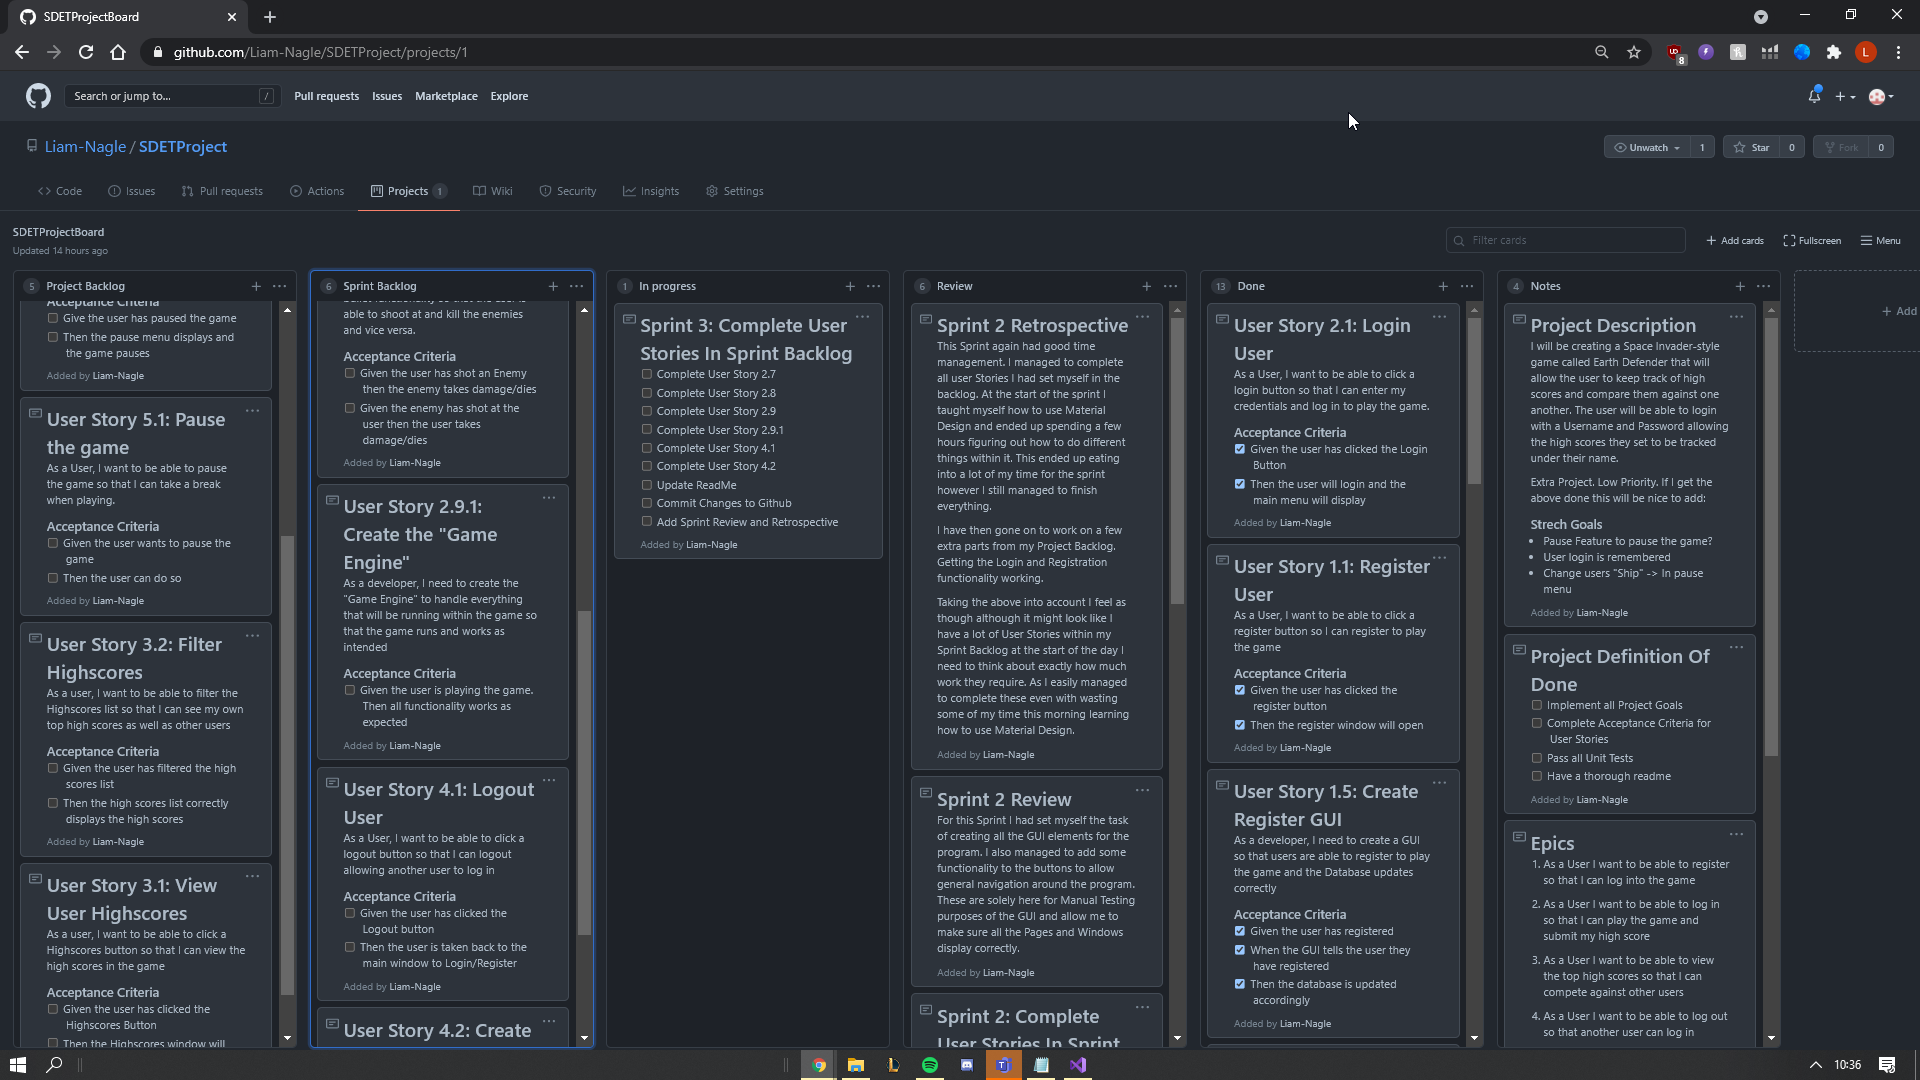 SDETProjectBoard
github.com/Liam-Nagle/SDETProject/projects/1
8
L
Search or jump to...
/
Pull requests
Issues
Marketplace
Explore
Liam-Nagle / SDETProject
Unwatch
1
Star
0
Fork
0
Code
Issues
Pull requests
Actions
Projects 1
Wiki
Security
Insights
Settings
SDETProjectBoard
Updated 14 hours ago
Filter cards
Add cards
Fullscreen
Menu
5 Project Backlog
Acceptance Criteria
Give the user has paused the game
Then the pause menu displays and
the game pauses
Added by Liam-Nagle
User Story 5.1: Pause
the game
As a User, I want to be able to pause
the game so that I can take a break
when playing.
Acceptance Criteria
Given the user wants to pause the
game
Then the user can do so
Added by Liam-Nagle
User Story 3.2: Filter
Highscores
As a user, I want to be able to filter the
Highscores list so that I can see my own
top high scores as well as other users
Acceptance Criteria
Given the user has filtered the high
scores list
Then the high scores list correctly
displays the high scores
Added by Liam-Nagle
User Story 3.1: View
User Highscores
As a user, I want to be able to click a
Highscores button so that I can view the
high scores in the game
Acceptance Criteria
Given the user has clicked the
Highscores Button
Then the Highscores window will
6 Sprint Backlog
able to shoot at and kill the enemies
and vice versa.
Acceptance Criteria
Given the user has shot an Enemy
then the enemy takes damage/dies
Given the enemy has shot at the
user then the user takes
damage/dies
Added by Liam-Nagle
User Story 2.9.1:
Create the "Game
Engine"
As a developer, I need to create the
"Game Engine" to handle everything
that will be running within the game so
that the game runs and works as
intended
Acceptance Criteria
Given the user is playing the game.
Then all functionality works as
expected
Added by Liam-Nagle
User Story 4.1: Logout
User
As a User, I want to be able to click a
logout button so that I can logout
allowing another user to log in
Acceptance Criteria
Given the user has clicked the
Logout button
Then the user is taken back to the
main window to Login/Register
Added by Liam-Nagle
User Story 4.2: Create
1 In progress
Sprint 3: Complete User
Stories In Sprint Backlog
Complete User Story 2.7
Complete User Story 2.8
Complete User Story 2.9
Complete User Story 2.9.1
Complete User Story 4.1
Complete User Story 4.2
Update ReadMe
Commit Changes to Github
Add Sprint Review and Retrospective
Added by Liam-Nagle
6 Review
Sprint 2 Retrospective
This Sprint again had good time
management. I managed to complete
all user Stories I had set myself in the
backlog. At the start of the sprint I
taught myself how to use Material
Design and ended up spending a few
hours figuring out how to do different
things within it. This ended up eating
into a lot of my time for the sprint
however I still managed to finish
everything.
I have then gone on to work on a few
extra parts from my Project Backlog.
Getting the Login and Registration
functionality working.
Taking the above into account I feel as
though although it might look like I
have a lot of User Stories within my
Sprint Backlog at the start of the day I
need to think about exactly how much
work they require. As I easily managed
to complete these even with wasting
some of my time this morning learning
how to use Material Design.
Added by Liam-Nagle
Sprint 2 Review
For this Sprint I had set myself the task
of creating all the GUI elements for the
program. I also managed to add some
functionality to the buttons to allow
general navigation around the program.
These are solely here for Manual Testing
purposes of the GUI and allow me to
make sure all the Pages and Windows
display correctly.
Added by Liam-Nagle
Sprint 2: Complete
User Stories In Sprint
13 Done
User Story 2.1: Login
User
As a User, I want to be able to click a
login button so that I can enter my
credentials and log in to play the game.
Acceptance Criteria
Given the user has clicked the Login
Button
Then the user will login and the
main menu will display
Added by Liam-Nagle
User Story 1.1: Register
User
As a User, I want to be able to click a
register button so I can register to play
the game
Acceptance Criteria
Given the user has clicked the
register button
Then the register window will open
Added by Liam-Nagle
User Story 1.5: Create
Register GUI
As a developer, I need to create a GUI
so that users are able to register to play
the game and the Database updates
correctly
Acceptance Criteria
Given the user has registered
When the GUI tells the user they
have registered
Then the database is updated
accordingly
Added by Liam-Nagle
4 Notes
Project Description
I will be creating a Space Invader-style
game called Earth Defender that will
allow the user to keep track of high
scores and compare them against one
another. The user will be able to login
with a Username and Password allowing
the high scores they set to be tracked
under their name.
Extra Project. Low Priority. If I get the
above done this will be nice to add:
Strech Goals
Pause Feature to pause the game?
User login is remembered
Change users "Ship" -> In pause
menu
Added by Liam-Nagle
Project Definition Of
Done
Implement all Project Goals
Complete Acceptance Criteria for
User Stories
Pass all Unit Tests
Have a thorough readme
Added by Liam-Nagle
Epics
1. As a User I want to be able to register
so that I can log into the game
2. As a User I want to be able to log in
so that I can play the game and
submit my high score
3. As a User I want to be able to view
the top high scores so that I can
compete against other users
4. As a User I want to be able to log out
so that another user can log in
Add
10:36